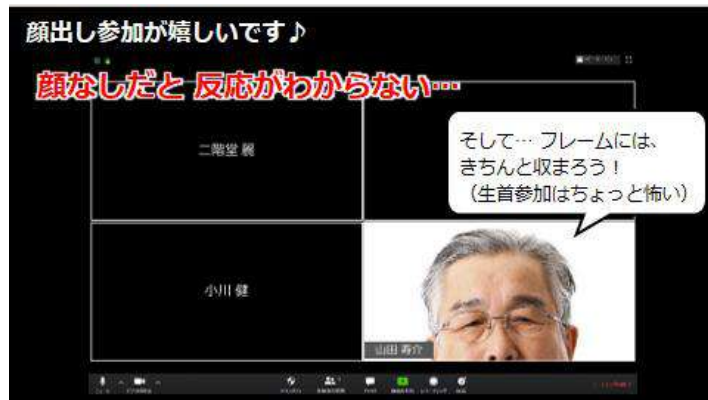 顔出し参加が嬉しいです♪
顔なしだと 反応がわからない…
そして… フレームには、
きちんと収まろう！
（生首参加はちょっと怖い）
二階堂 麗
小川 健
山田 寿介